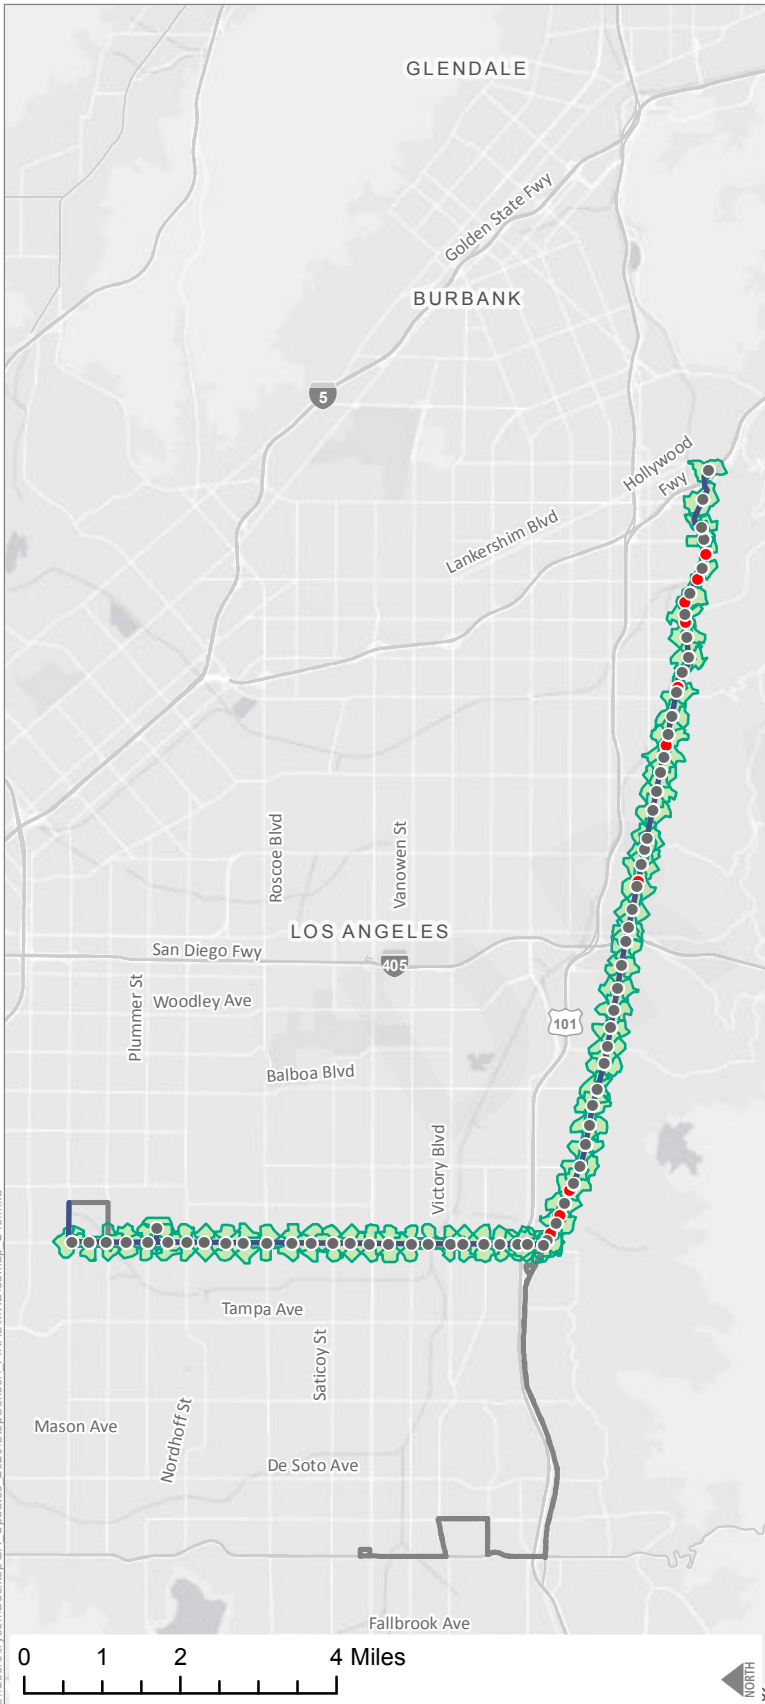 GLENDALE
Golden State Fwy
BURBANK
5
Hollywood
Fwy
Lankershim Blvd
Roscoe Blvd
Vanowen St
LOS ANGELES
San Diego Fwy
405
Plummer St
Woodley Ave
101
Balboa Blvd
Victory Blvd
Tampa Ave
Saticoy St
Mason Ave
Nordhoff St
De Soto Ave
Fallbrook Ave
0 1 2 4 Miles
NORTH